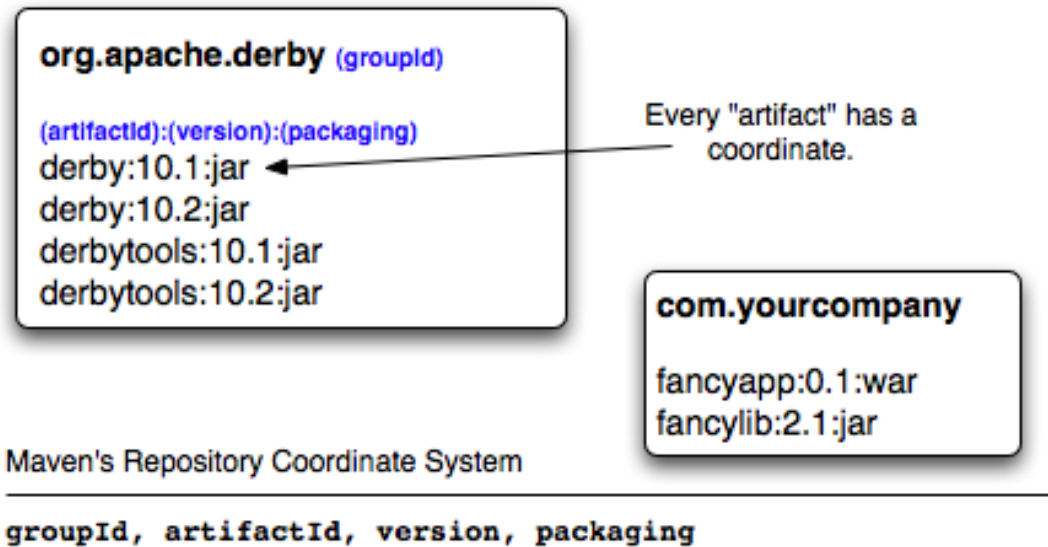 org.apache.derby (groupId)
(artifactId):(version):(packaging)
derby:10.1:jar
derby:10.2:jar
derbytools:10.1:jar
derbytools:10.2:jar
Every "artifact" has a
coordinate.
com.yourcompany
fancyapp:0.1:war
fancylib:2.1:jar
Maven's Repository Coordinate System
groupId, artifactId, version, packaging